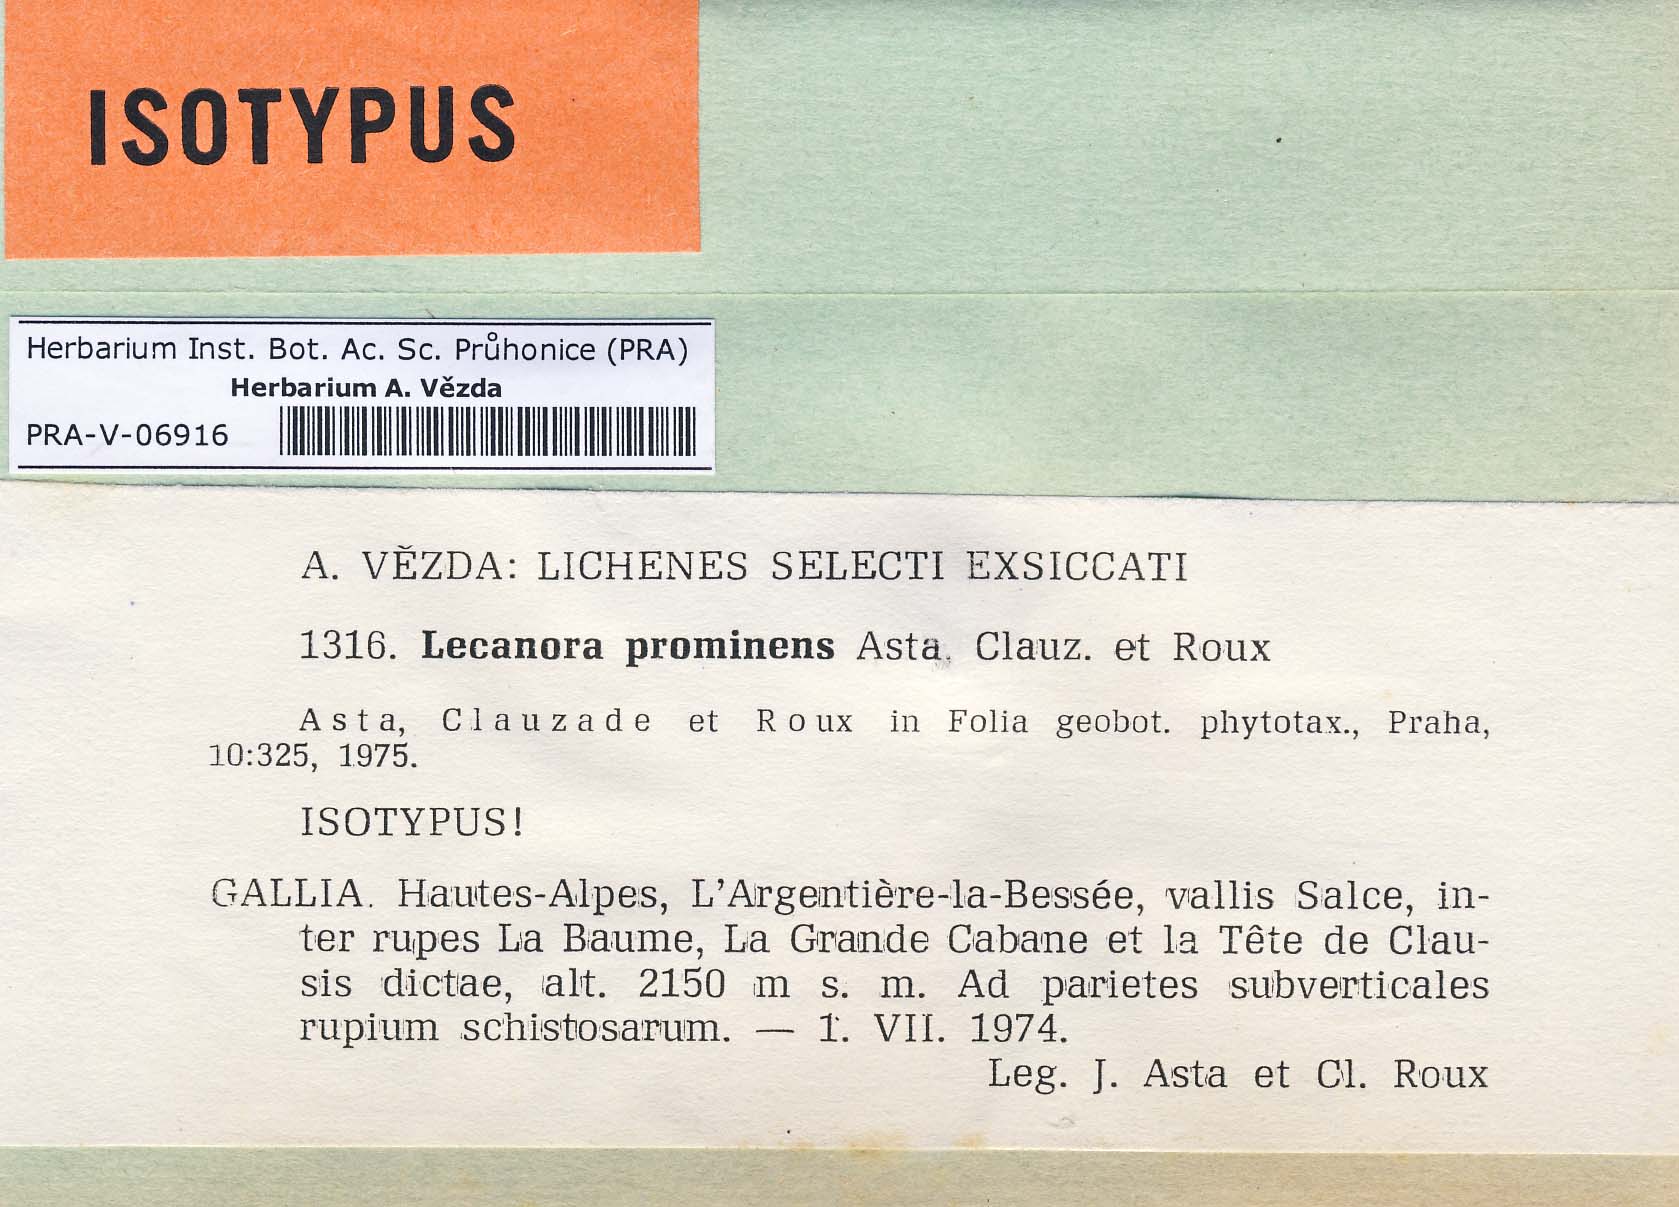 ISOTYPUS
Herbarium Inst. Bot. Ac. Sc. Průhonice (PRA)
Herbarium A. Vězda
PRA-V-06916
A. VĚZDA: LICHENES SELECTI EXSICCATI
1316. Lecanora prominens Asta, Clauz. et Roux
Asta, Clauzade et Roux in Folia geobot. phytotax., Praha,
10:325, 1975.
ISOTYPUS!
GALLIA. Hautes-Alpes, L'Argentière-la-Bessée, vallis Salce, in-
ter rupes La Baume, La Grande Cabane et la Tête de Clau-
sis dictae, alt. 2150 m s. m. Ad parietes subverticales
rupium schistosarum. — 1. VII. 1974.
Leg. J. Asta et Cl. Roux